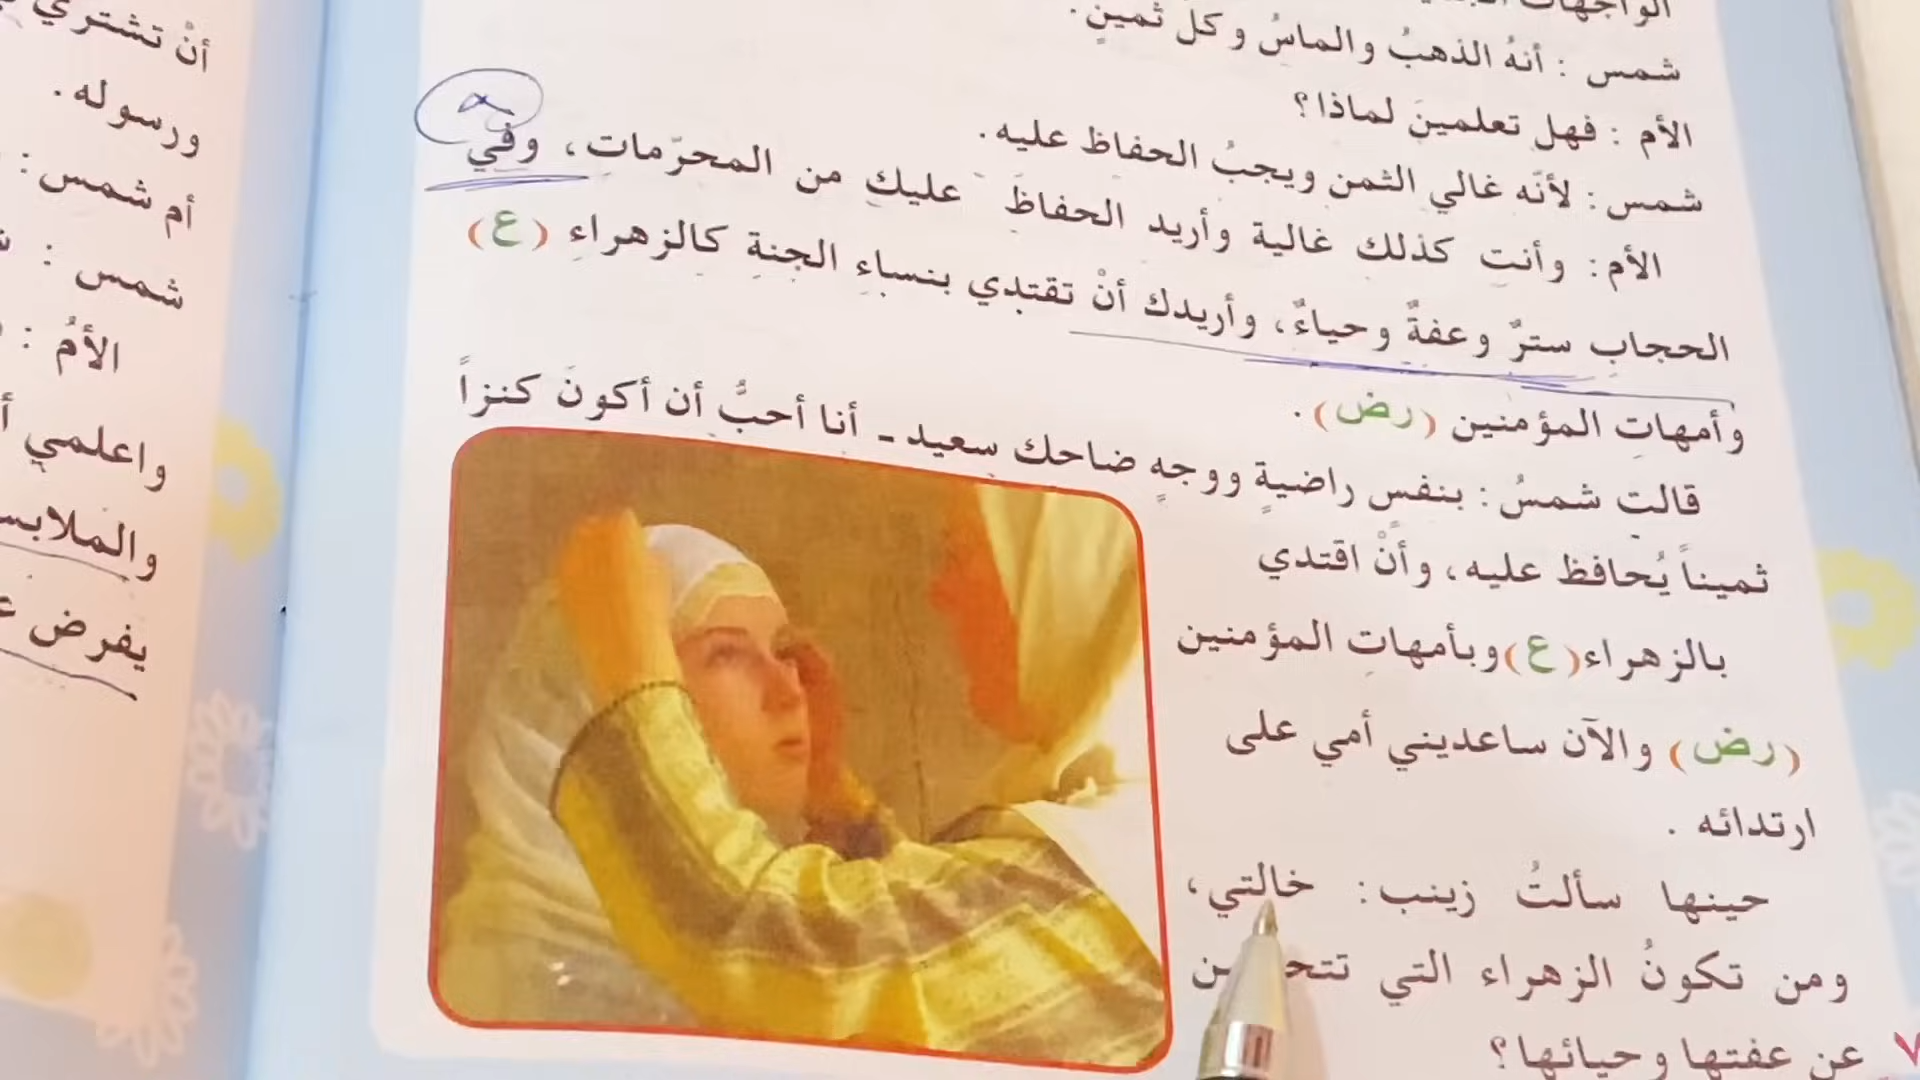 شمس : أنهُ الذهبُ والماسُ وكل ثمينٍ.
الأم : فهل تعلمينَ لماذا؟
شمس : لأنّه غالي الثمن ويجبُ الحفاظ عليه.
الأم : وأنتِ كذلك غالية وأريد الحفاظَ عليكِ من المحرّمات، وفي
الحجابِ سترٌ وعفةٌ وحياءٌ، وأريدك أنْ تقتدي بنساءِ الجنةِ كالزهراءِ (ع)
وأمهاتِ المؤمنين (رض).
قالت شمسُ : بنفسٍ راضيةٍ ووجهٍ ضاحك سعيد - أنا أحبُّ أن أكونَ كنزاً
ثميناً يُحافظ عليه، وأنْ اقتدي
بالزهراء (ع) وبأمهاتِ المؤمنين
(رض) والآن ساعديني أمي على
ارتدائه .
حينها سألتُ زينب : خالتي،
ومن تكونُ الزهراء التي
عن عفتها وحيائها؟
٧
أنْ تشتري
ورسوله .
أم شمس :
شمس :
الأمُ :
واعلمي
يفرض